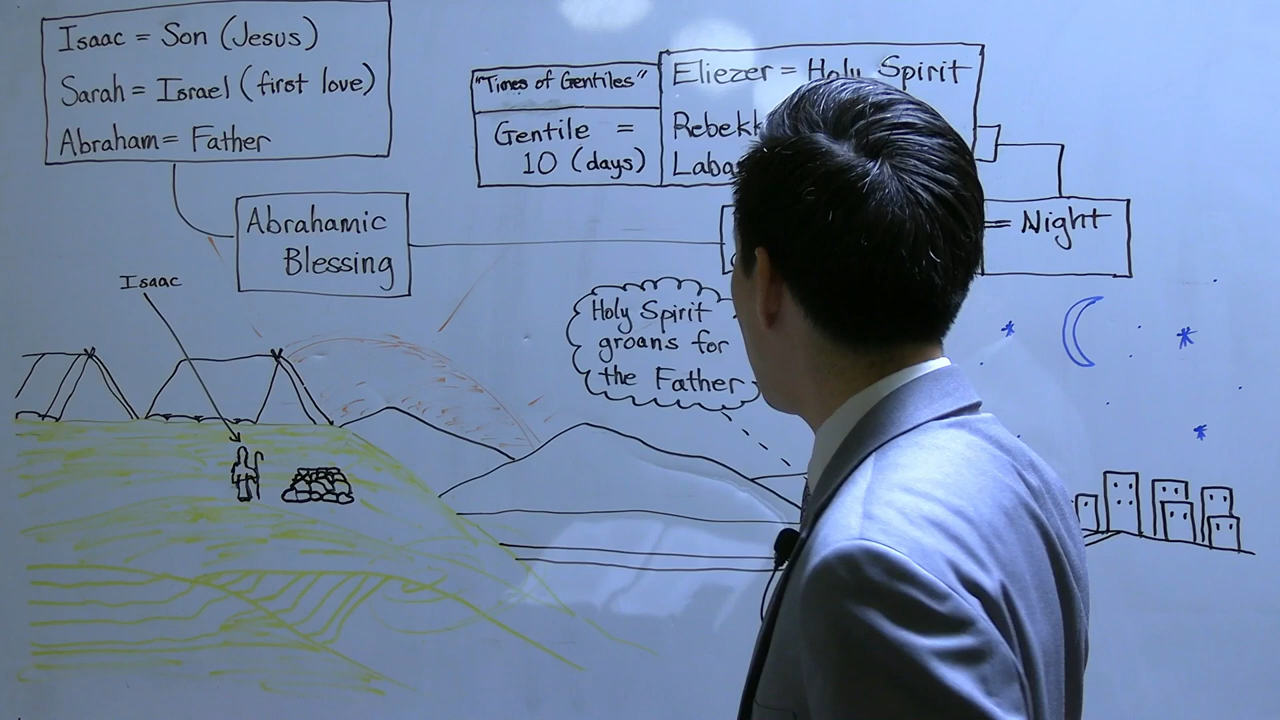 Isaac = Son (Jesus)
Sarah = Israel (first love)
Abraham = Father
"Times of Gentiles"
Gentile =
10 (days)
Eliezer = Holy Spirit
Abrahamic
Blessing
= Night
Isaac
Holy Spirit
groans for
the Father